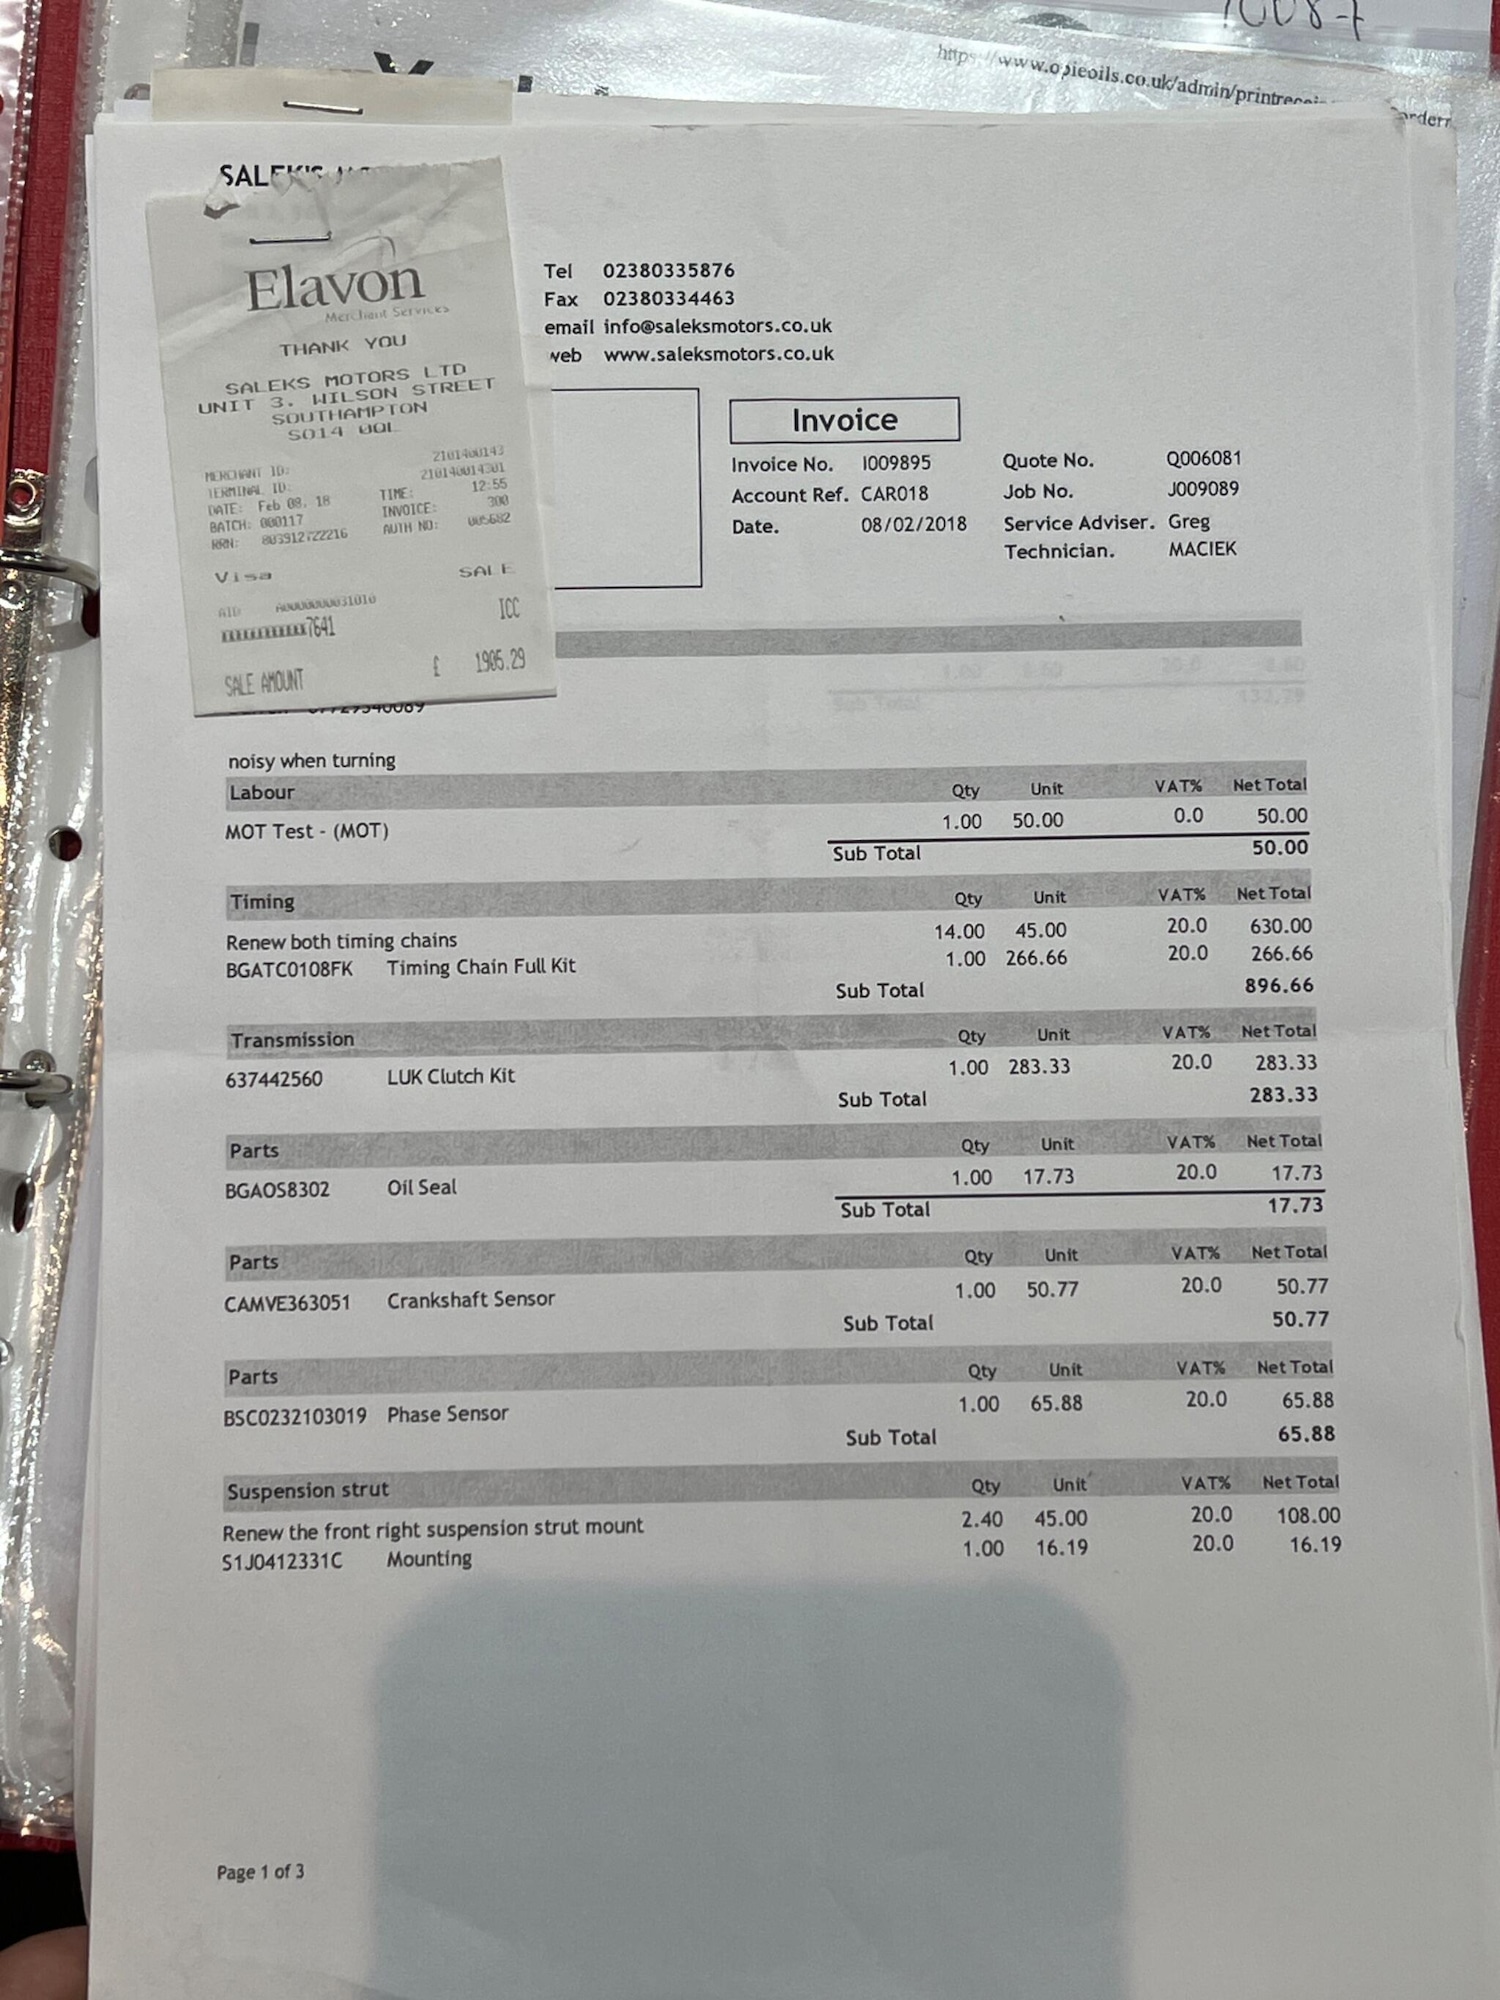 https://www.opieoils.co.uk/admin/printrece
SALEK'S
Elavon
Merchant Services
THANK YOU
SALEKS MOTORS LTD
UNIT 3. WILSON STREET
SOUTHAMPTON
SO14 0QL
MERCHANT ID: 2101400143
TERMINAL ID: 210140014301
DATE: Feb 08, 18 TIME: 12:55
BATCH: 000117 INVOICE: 300
RRN: 803912722216 AUTH NO: 005682
Visa SALE
AID: A0000000031010
ICC
xxxxxxxxxxxx7641
SALE AMOUNT £ 1905.29
Tel 02380335876
Fax 02380334463
email info@saleksmotors.co.uk
web www.saleksmotors.co.uk
Invoice
Invoice No. I009895 Quote No. Q006081
Account Ref. CAR018 Job No. J009089
Date. 08/02/2018 Service Adviser. Greg
Technician. MACIEK
noisy when turning
Labour Qty Unit VAT% Net Total
MOT Test - (MOT) 1.00 50.00 0.0 50.00
Sub Total 50.00
Timing Qty Unit VAT% Net Total
Renew both timing chains 14.00 45.00 20.0 630.00
BGATC0108FK Timing Chain Full Kit 1.00 266.66 20.0 266.66
Sub Total 896.66
Transmission Qty Unit VAT% Net Total
637442560 LUK Clutch Kit 1.00 283.33 20.0 283.33
Sub Total 283.33
Parts Qty Unit VAT% Net Total
BGAOS8302 Oil Seal 1.00 17.73 20.0 17.73
Sub Total 17.73
Parts Qty Unit VAT% Net Total
CAMVE363051 Crankshaft Sensor 1.00 50.77 20.0 50.77
Sub Total 50.77
Parts Qty Unit VAT% Net Total
BSC0232103019 Phase Sensor 1.00 65.88 20.0 65.88
Sub Total 65.88
Suspension strut Qty Unit VAT% Net Total
Renew the front right suspension strut mount 2.40 45.00 20.0 108.00
S1J0412331C Mounting 1.00 16.19 20.0 16.19
Page 1 of 3